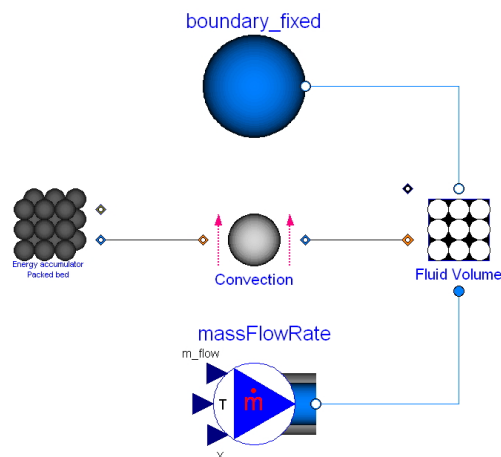 boundary_fixed
Energy accumulator
Packed bed
Convection
Fluid Volume
massFlowRate
m_flow
T
ṁ
X